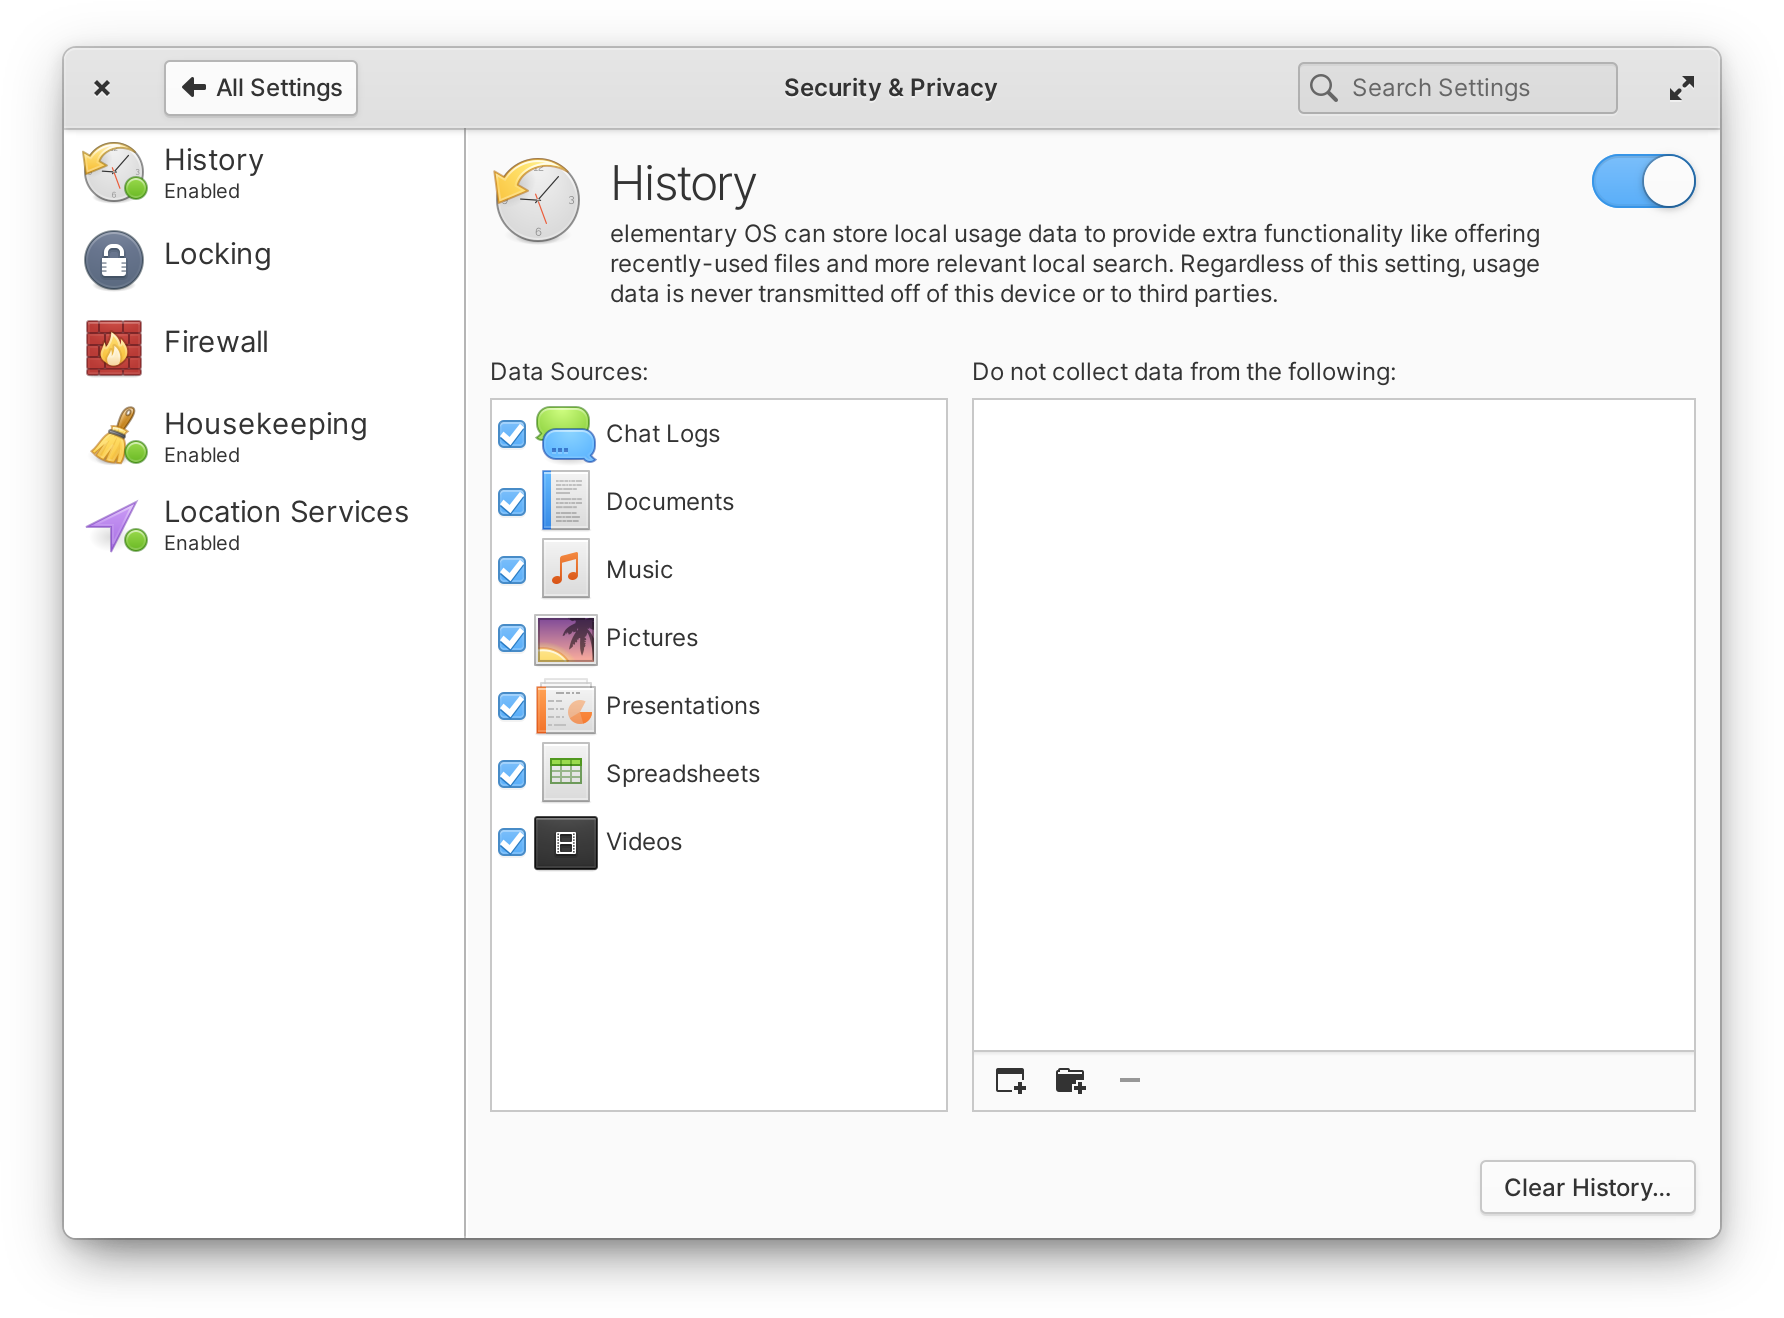 All Settings
Security & Privacy
Search Settings
History
Enabled
Locking
Firewall
Housekeeping
Enabled
Location Services
Enabled
History
elementary OS can store local usage data to provide extra functionality like offering
recently-used files and more relevant local search. Regardless of this setting, usage
data is never transmitted off of this device or to third parties.
Data Sources:
Chat Logs
Documents
Music
Pictures
Presentations
Spreadsheets
Videos
Do not collect data from the following:
Clear History...